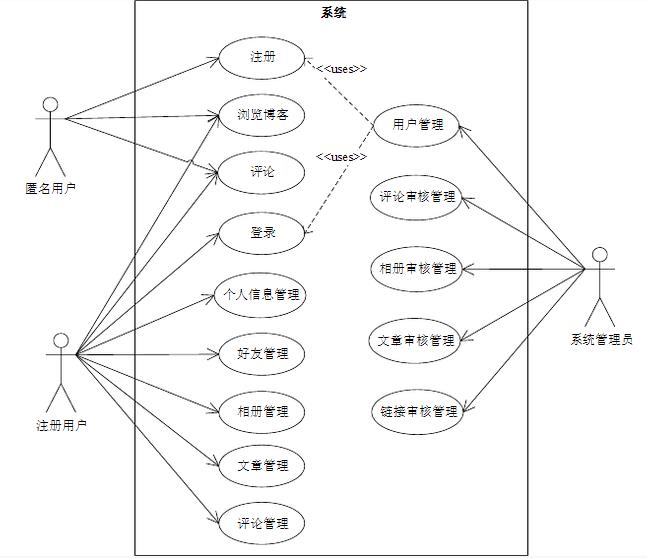 系统
注册
<<uses>>
浏览博客
用户管理
<<uses>>
评论
匿名用户
评论审核管理
登录
相册审核管理
个人信息管理
系统管理员
文章审核管理
好友管理
注册用户
相册管理
链接审核管理
文章管理
评论管理